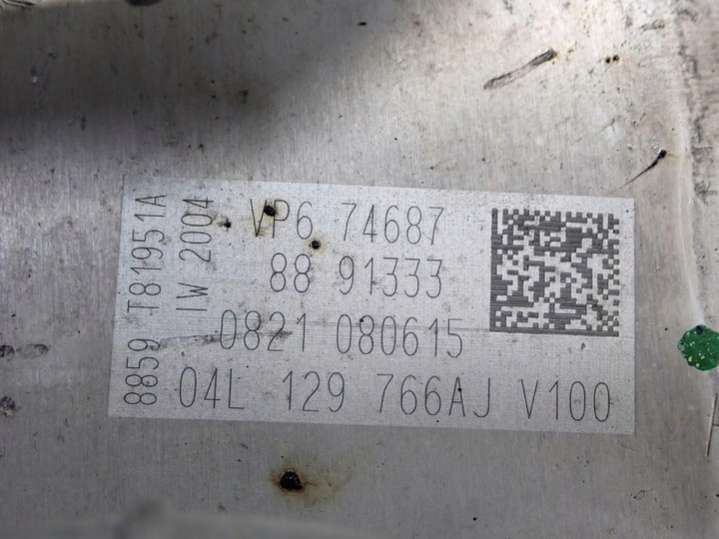 8859 T81951A
IW 2004
VP6 74687
88 91333
0821 080615
04L 129 766AJ V100